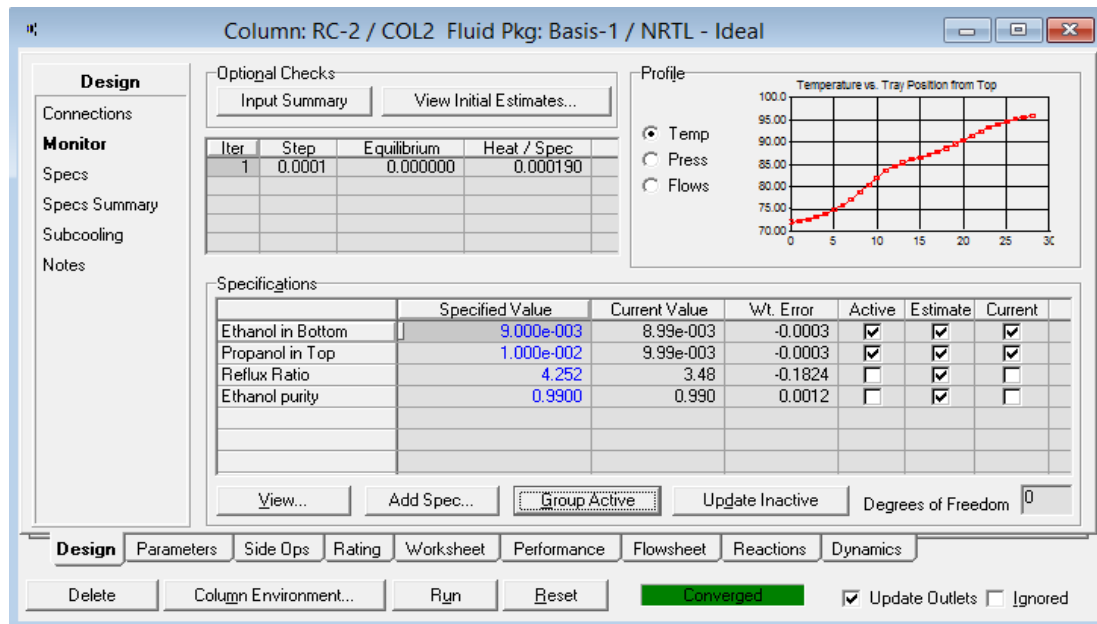 Column: RC-2 / COL2 Fluid Pkg: Basis-1 / NRTL - Ideal
Design
Connections
Monitor
Specs
Specs Summary
Subcooling
Notes
Optional Checks
Input Summary
View Initial Estimates...
Iter Step Equilibrium Heat / Spec
1 0.0001 0.000000 0.000190
Profile
Temp
Press
Flows
Temperature vs. Tray Position from Top
100.0
95.00
90.00
85.00
80.00
75.00
70.00
0 5 10 15 20 25
Specifications
Specified Value Current Value Wt. Error Active Estimate Current
Ethanol in Bottom 9.000e-003 8.99e-003 -0.0003
Propanol in Top 1.000e-002 9.99e-003 -0.0003
Reflux Ratio 4.252 3.48 -0.1824
Ethanol purity 0.9900 0.990 0.0012
View... Add Spec... Group Active Update Inactive Degrees of Freedom 0
Design Parameters Side Ops Rating Worksheet Performance Flowsheet Reactions Dynamics
Delete Column Environment... Run Reset Converged Update Outlets Ignored